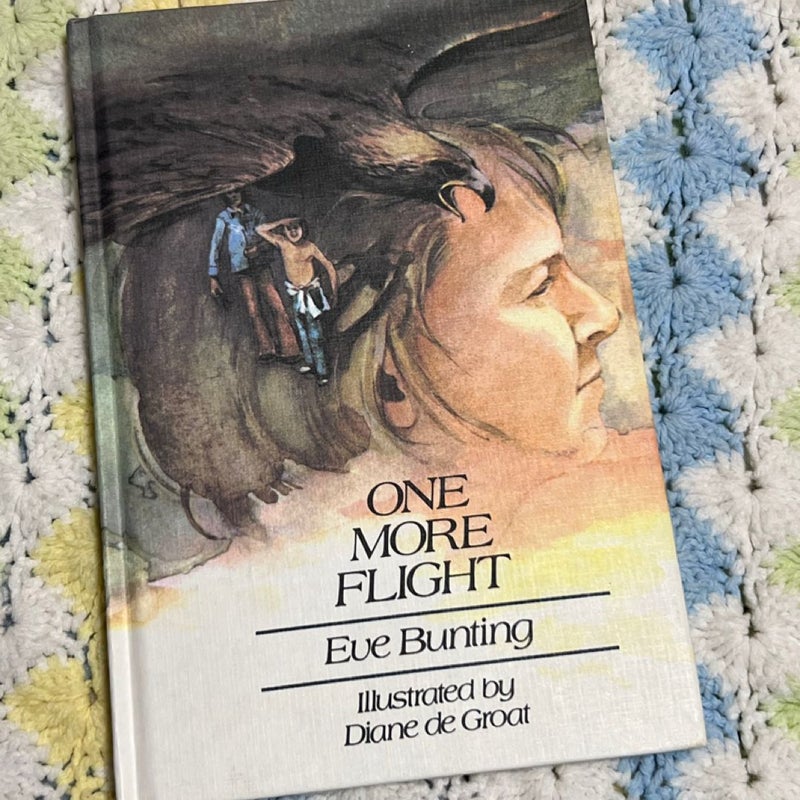 ONE
MORE
FLIGHT
Eve Bunting
Illustrated by
Diane de Groat